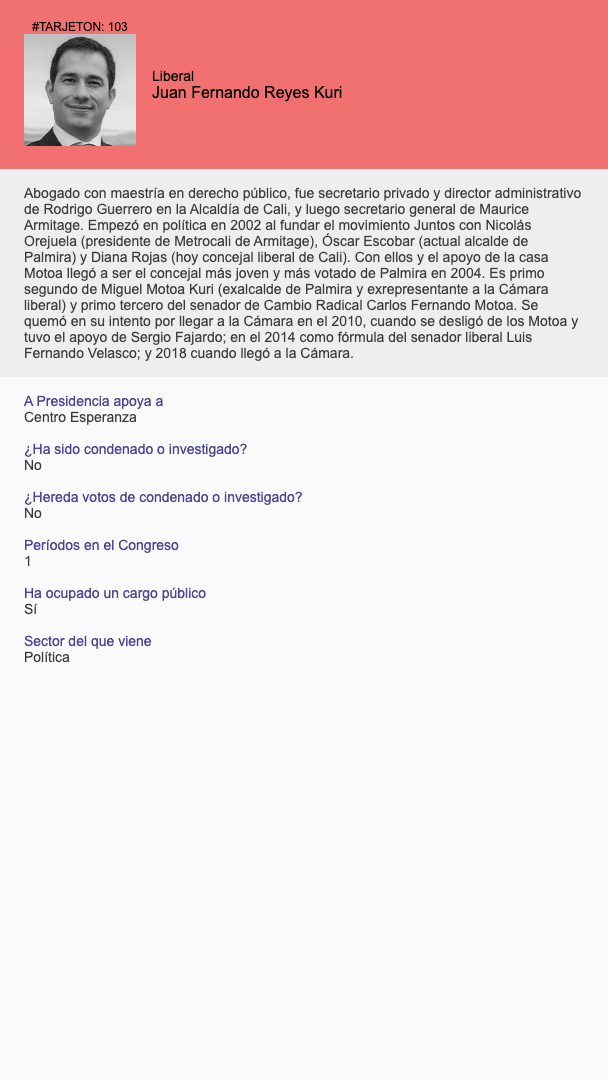 #TARJETON: 103
Liberal
Juan Fernando Reyes Kuri
Abogado con maestría en derecho público, fue secretario privado y director administrativo
de Rodrigo Guerrero en la Alcaldía de Cali, y luego secretario general de Maurice
Armitage. Empezó en política en 2002 al fundar el movimiento Juntos con Nicolás
Orejuela (presidente de Metrocali de Armitage), Óscar Escobar (actual alcalde de
Palmira) y Diana Rojas (hoy concejal liberal de Cali). Con ellos y el apoyo de la casa
Motoa llegó a ser el concejal más joven y más votado de Palmira en 2004. Es primo
segundo de Miguel Motoa Kuri (exalcalde de Palmira y exrepresentante a la Cámara
liberal) y primo tercero del senador de Cambio Radical Carlos Fernando Motoa. Se
quemó en su intento por llegar a la Cámara en el 2010, cuando se desligó de los Motoa y
tuvo el apoyo de Sergio Fajardo; en el 2014 como fórmula del senador liberal Luis
Fernando Velasco; y 2018 cuando llegó a la Cámara.
A Presidencia apoya a
Centro Esperanza
¿Ha sido condenado o investigado?
No
¿Hereda votos de condenado o investigado?
No
Períodos en el Congreso
1
Ha ocupado un cargo público
Sí
Sector del que viene
Política